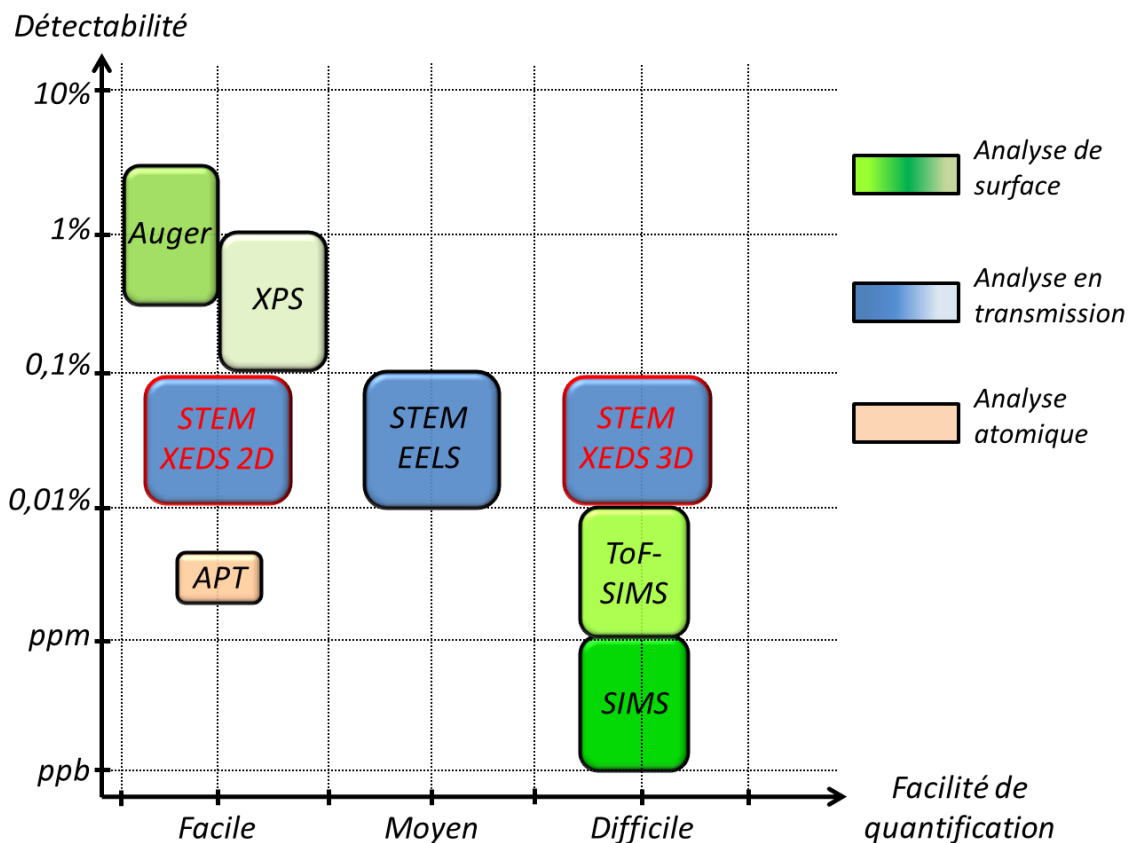 Détectabilité
10%
1%
0,1%
0,01%
ppm
ppb
Auger
XPS
STEM
XEDS 2D
STEM
EELS
STEM
XEDS 3D
APT
ToF-
SIMS
SIMS
Facile
Moyen
Difficile
Facilité de
quantification
Analyse de
surface
Analyse en
transmission
Analyse
atomique